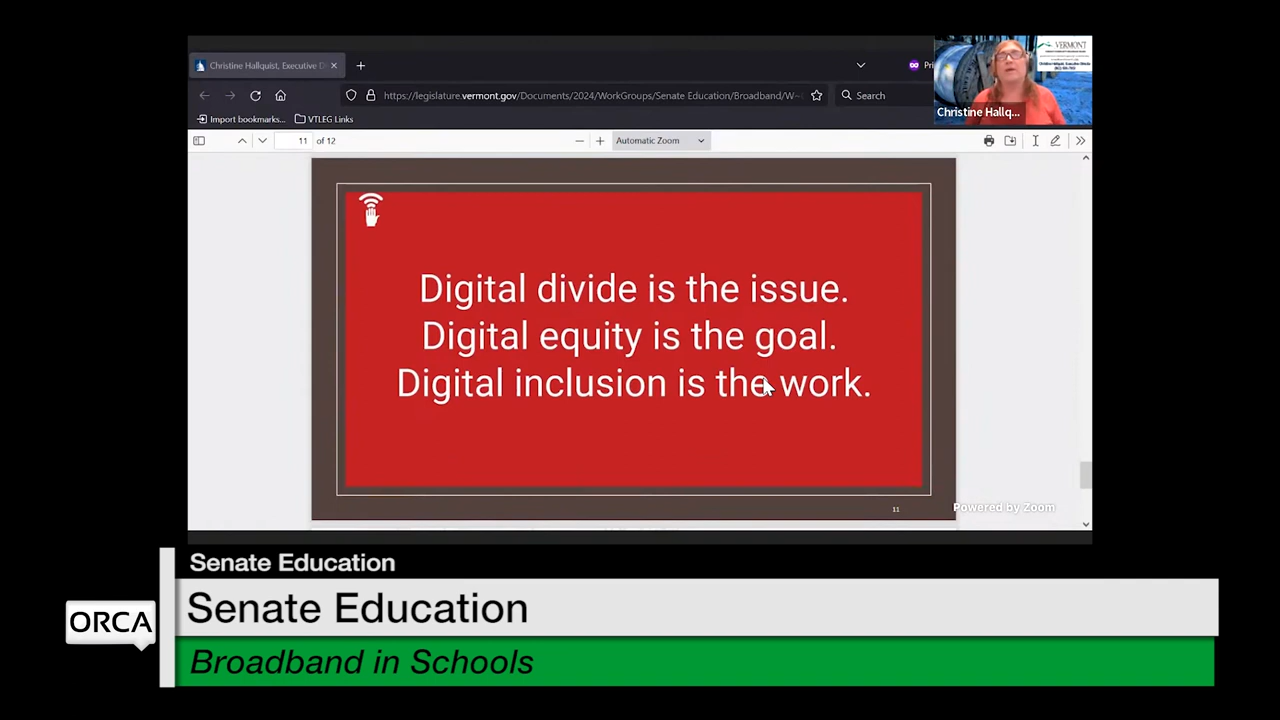 Christine Hallquist, Executive D
https://legislature.vermont.gov/Documents/2024/WorkGroups/Senate Education/Broadband/W
Search
Import bookmarks...
VTLEG Links
11 of 12
Automatic Zoom
VERMONT
Christine Hallq...
Digital divide is the issue.
Digital equity is the goal.
Digital inclusion is the work.
11
Powered by Zoom
Senate Education
Senate Education
ORCA
Broadband in Schools